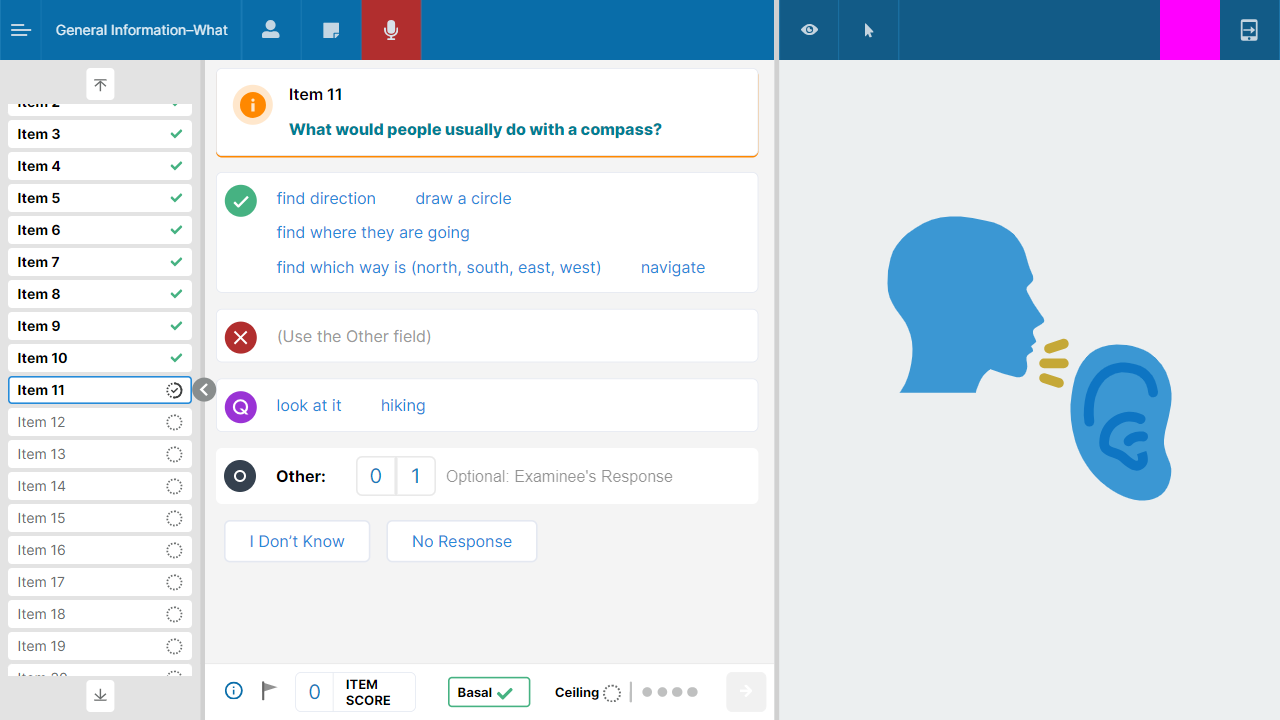 General Information–What
Item 2
Item 3
Item 4
Item 5
Item 6
Item 7
Item 8
Item 9
Item 10
Item 11
Item 12
Item 13
Item 14
Item 15
Item 16
Item 17
Item 18
Item 19
Item 20
Item 11
What would people usually do with a compass?
find direction draw a circle
find where they are going
find which way is (north, south, east, west) navigate
(Use the Other field)
Q look at it hiking
Other: 0 1 Optional: Examinee's Response
I Don’t Know No Response
0 ITEM
SCORE
Basal Ceiling